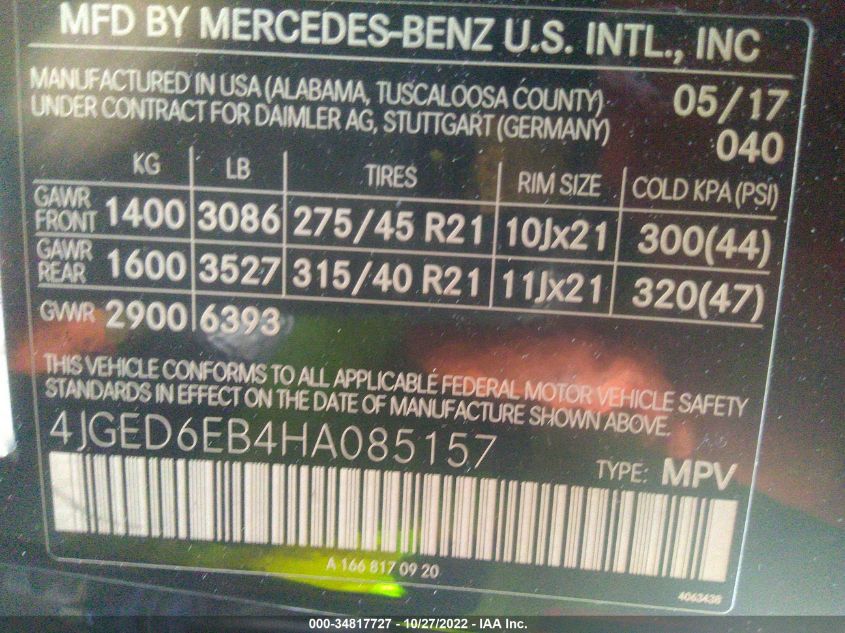 MFD BY MERCEDES-BENZ U.S. INTL., INC
MANUFACTURED IN USA (ALABAMA, TUSCALOOSA COUNTY) 05/17
UNDER CONTRACT FOR DAIMLER AG, STUTTGART (GERMANY) 040
KG LB TIRES RIM SIZE COLD KPA (PSI)
GAWR FRONT 1400 3086 275/45 R21 10Jx21 300(44)
GAWR REAR 1600 3527 315/40 R21 11Jx21 320(47)
GVWR 2900 6393
THIS VEHICLE CONFORMS TO ALL APPLICABLE FEDERAL MOTOR VEHICLE SAFETY
STANDARDS IN EFFECT ON THE DATE OF MANUFACTURE SHOWN ABOVE.
4JGED6EB4HA085157
TYPE: MPV
A 166 817 09 20
4063438
000-34817727 - 10/27/2022 - IAA Inc.